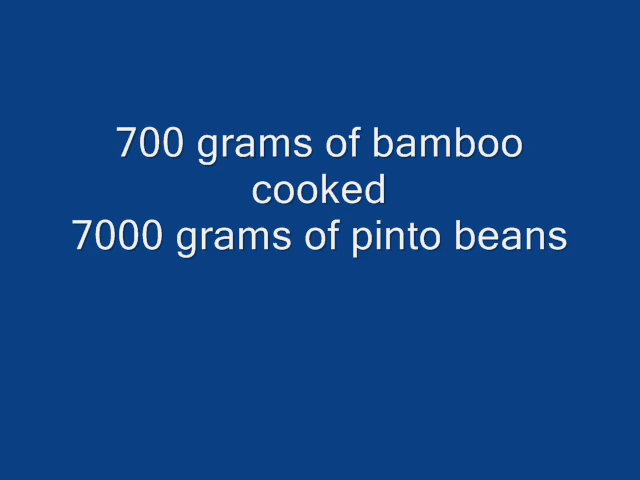 700 grams of bamboo
cooked
7000 grams of pinto beans